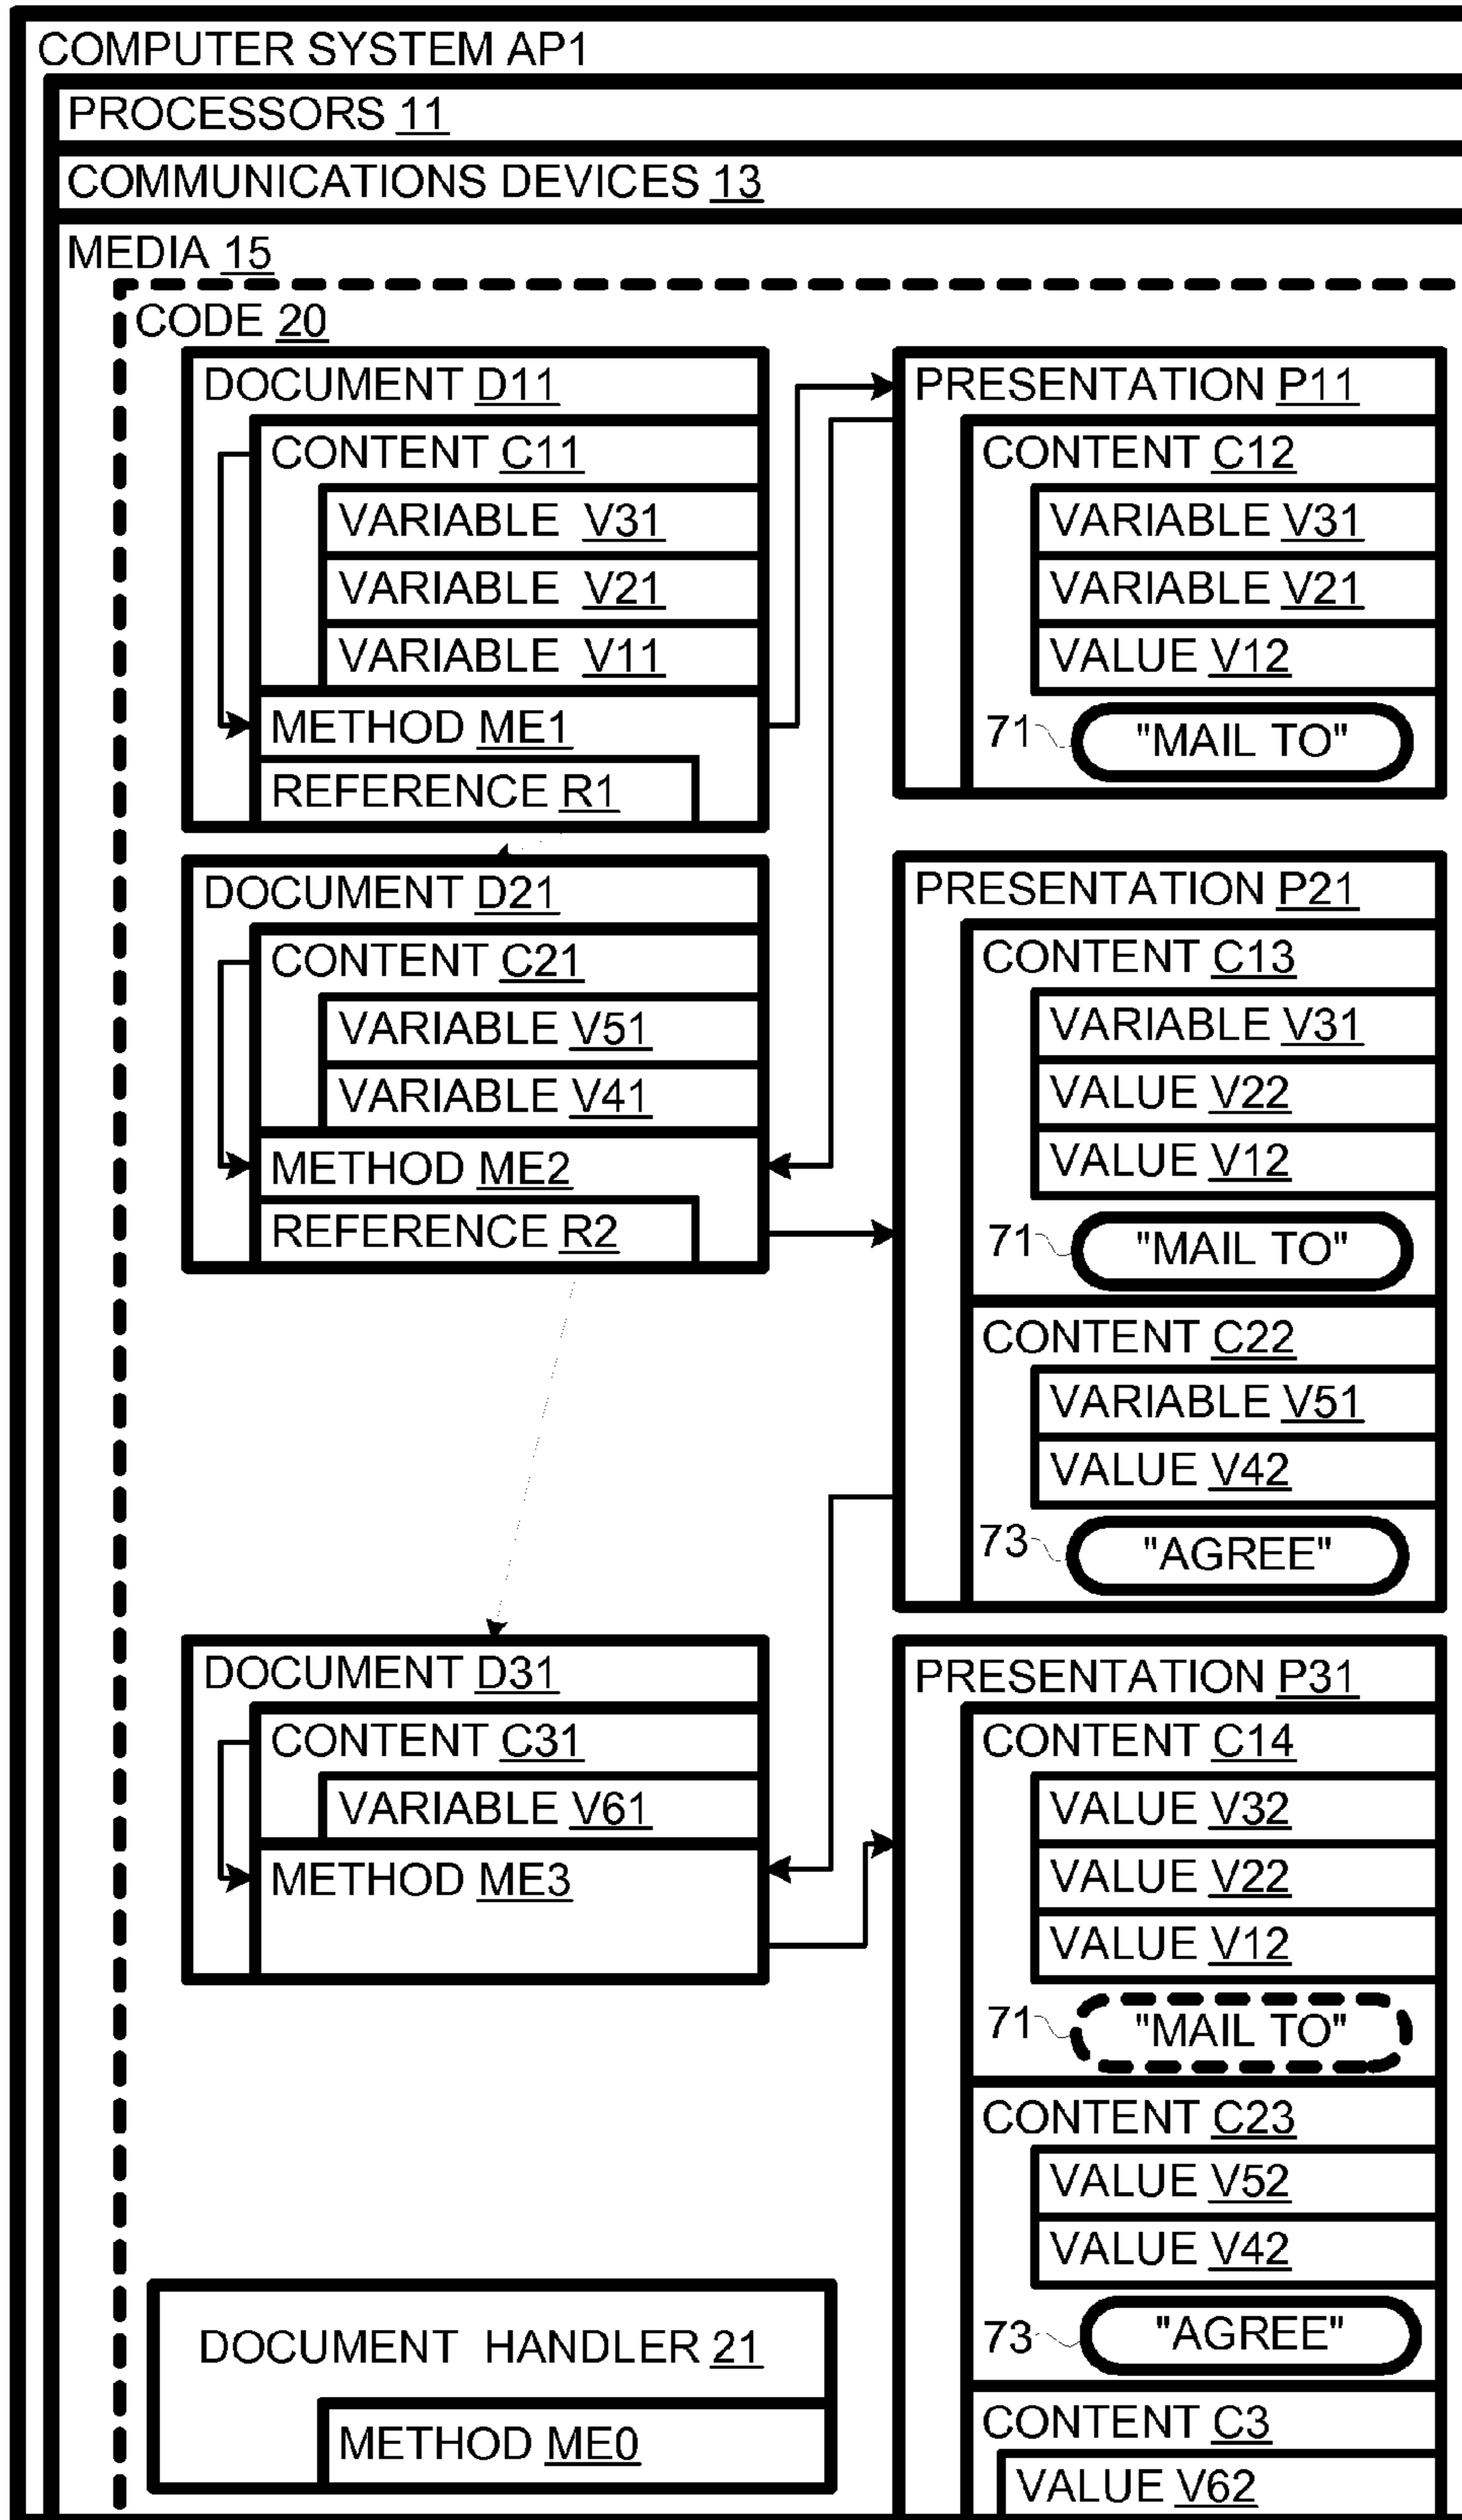 COMPUTER SYSTEM AP1
PROCESSORS 11
COMMUNICATIONS DEVICES 13
MEDIA 15
CODE 20
DOCUMENT D11
CONTENT C11
VARIABLE V31
VARIABLE V21
VARIABLE V11
METHOD ME1
REFERENCE R1
PRESENTATION P11
CONTENT C12
VARIABLE V31
VARIABLE V21
VALUE V12
71
"MAIL TO"
DOCUMENT D21
CONTENT C21
VARIABLE V51
VARIABLE V41
METHOD ME2
REFERENCE R2
PRESENTATION P21
CONTENT C13
VARIABLE V31
VALUE V22
VALUE V12
71
"MAIL TO"
CONTENT C22
VARIABLE V51
VALUE V42
73
"AGREE"
DOCUMENT D31
CONTENT C31
VARIABLE V61
METHOD ME3
PRESENTATION P31
CONTENT C14
VALUE V32
VALUE V22
VALUE V12
71
"MAIL TO"
CONTENT C23
VALUE V52
VALUE V42
73
"AGREE"
CONTENT C3
VALUE V62
DOCUMENT HANDLER 21
METHOD ME0